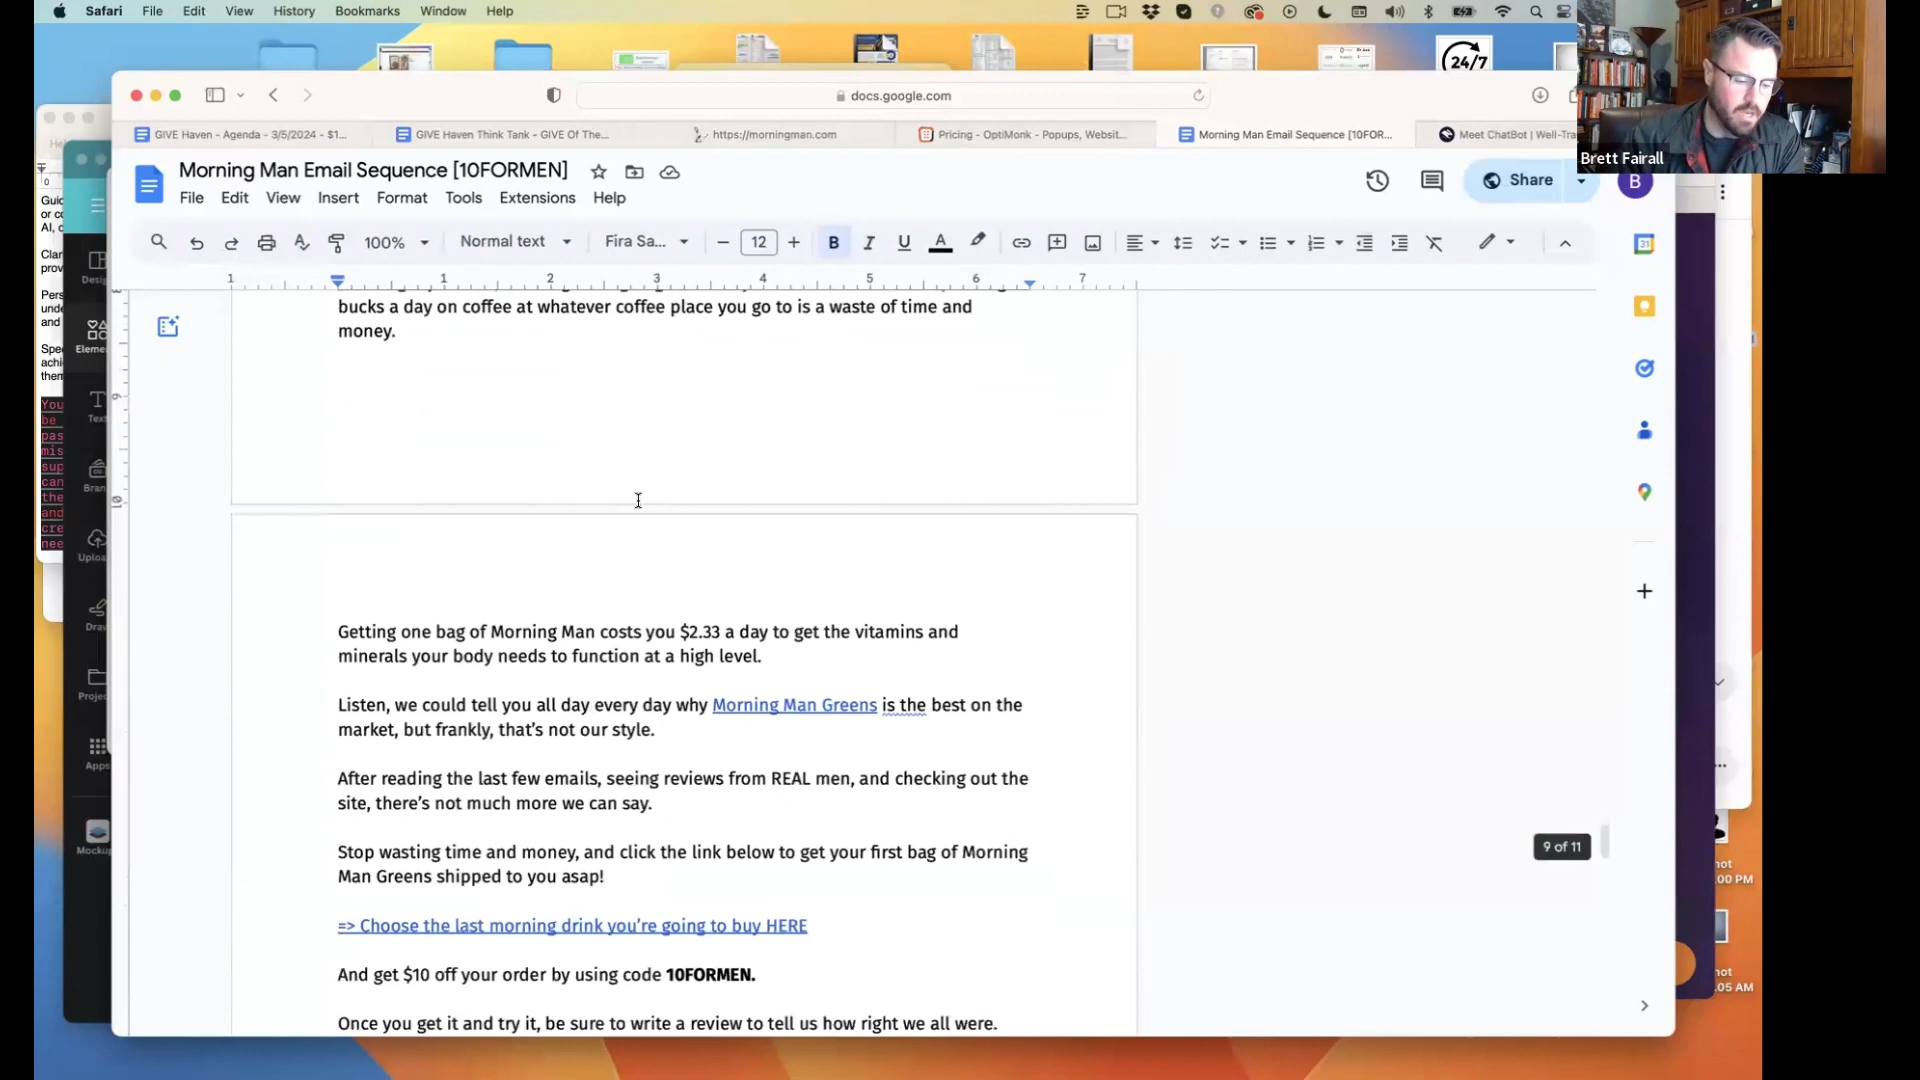 Safari File Edit View History Bookmarks Window Help
24/7
docs.google.com
GIVE Haven - Agenda - 3/5/2024 - $1...
GIVE Haven Think Tank - GIVE Of The...
https://morningman.com
Pricing - OptiMonk - Popups, Websit...
Morning Man Email Sequence [10FOR...
Meet ChatBot | Well-Tra
Brett Fairall
Morning Man Email Sequence [10FORMEN]
Share
B
File Edit View Insert Format Tools Extensions Help
100% Normal text Fira Sa... 12 B I U A
1 1 2 3 4 5 6 7
31
bucks a day on coffee at whatever coffee place you go to is a waste of time and
money.
Getting one bag of Morning Man costs you $2.33 a day to get the vitamins and
minerals your body needs to function at a high level.
Listen, we could tell you all day every day why Morning Man Greens is the best on the
market, but frankly, that's not our style.
After reading the last few emails, seeing reviews from REAL men, and checking out the
site, there's not much more we can say.
Stop wasting time and money, and click the link below to get your first bag of Morning
Man Greens shipped to you asap!
=> Choose the last morning drink you're going to buy HERE
And get $10 off your order by using code 10FORMEN.
Once you get it and try it, be sure to write a review to tell us how right we all were.
9 of 11